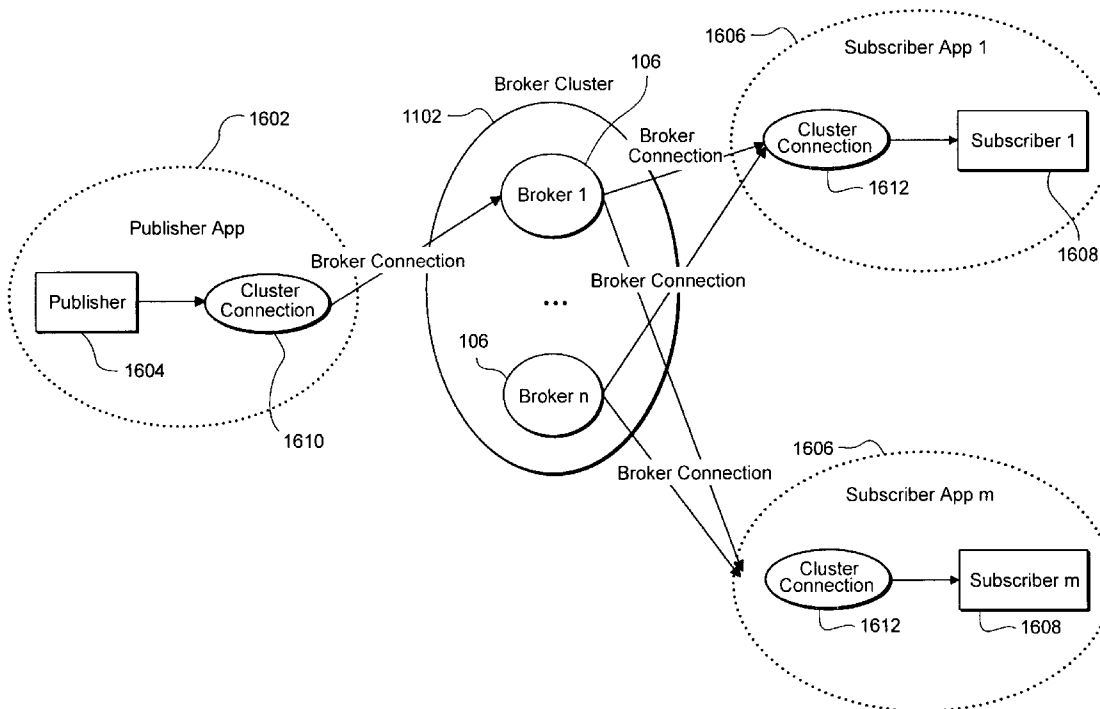 1606
Subscriber App 1
106
Broker Cluster
1102
1602
Broker
Connection
Cluster
Connection
Subscriber 1
1612
Broker 1
Publisher App
1608
Broker Connection
Broker Connection
Publisher
Cluster
Connection
...
1604
106
Broker n
1610
1606
Broker Connection
Subscriber App m
Cluster
Connection
Subscriber m
1612
1608